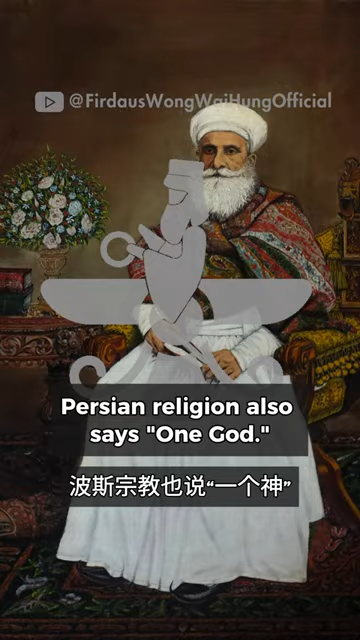 @FirdausWongWaiHungOfficial
Persian religion also
says "One God."
波斯宗教也说“一个神”